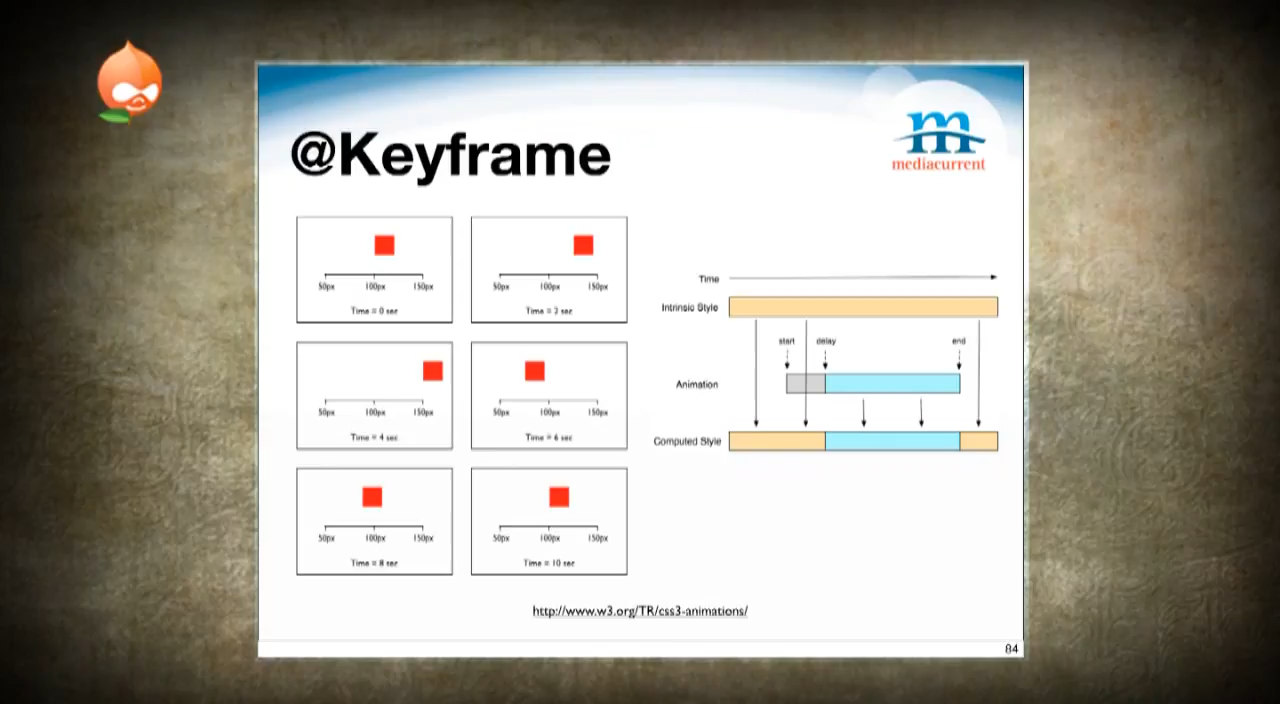 @Keyframe
mediacurrent
50px 100px 150px
Time = 0 sec
50px 100px 150px
Time = 2 sec
50px 100px 150px
Time = 4 sec
50px 100px 150px
Time = 6 sec
50px 100px 150px
Time = 8 sec
50px 100px 150px
Time = 10 sec
Time
Intrinsic Style
start delay end
Animation
Computed Style
http://www.w3.org/TR/css3-animations/
84